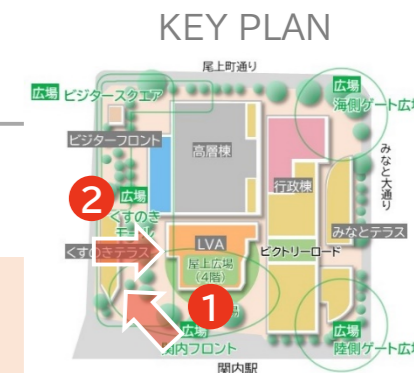 KEY PLAN
尾上町通り
広場 ビジタースクエア
広場
海側ゲート広場
ビジターフロント
高層棟
みなと大通り
2
広場
くすのき
モール
行政棟
くすのきテラス
LVA
ビクトリーロード
みなとテラス
屋上広場
(4階)
1
広場
関内フロント
広場
陸側ゲート広場
関内駅